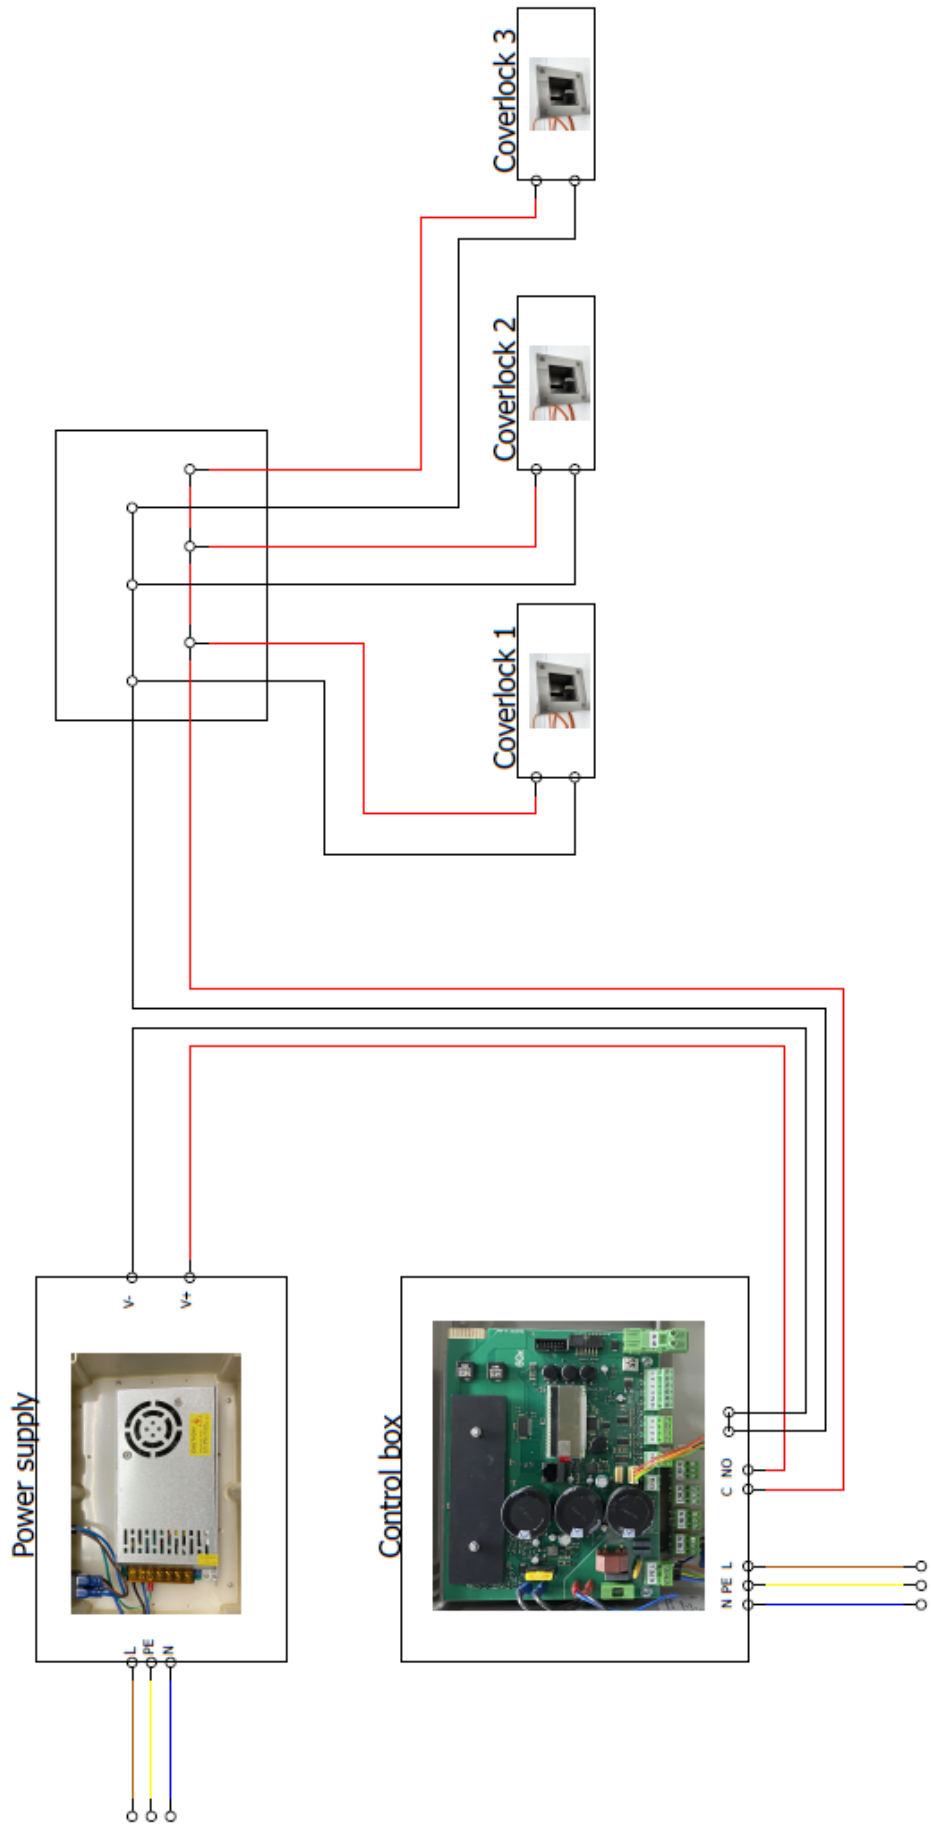 Coverlock 3
Coverlock 2
Coverlock 1
V-
V+
Power supply
L
PE
N
Control box
NO
C
L
PE
N